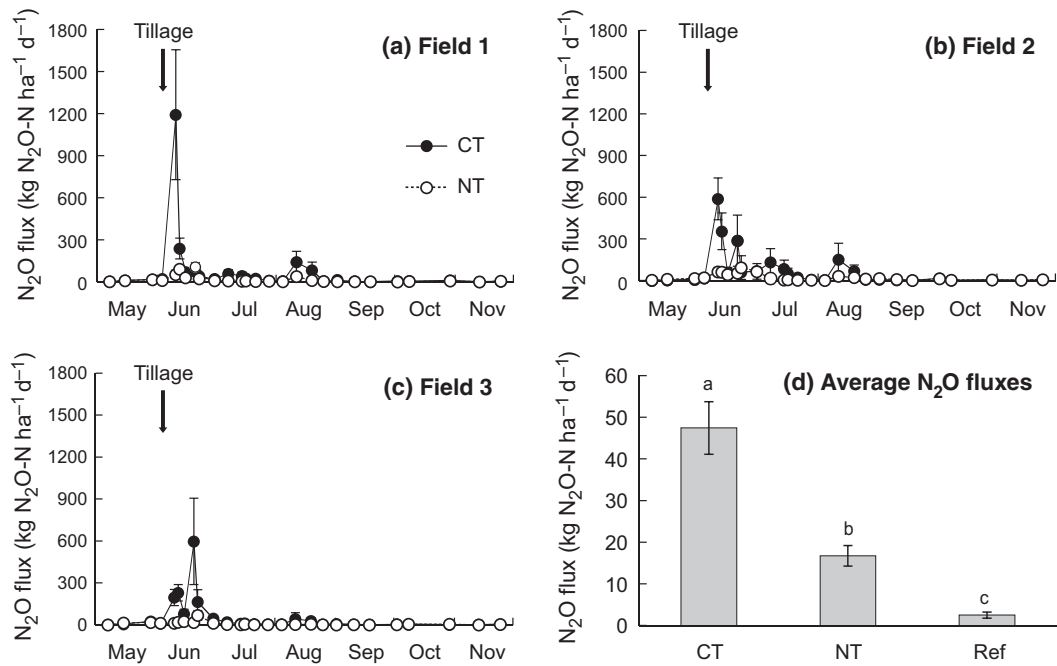 N₂O flux (kg N₂O-N ha⁻¹ d⁻¹)
1800
1500
1200
900
600
300
0
Tillage
(a) Field 1
CT
NT
May Jun Jul Aug Sep Oct Nov
N₂O flux (kg N₂O-N ha⁻¹ d⁻¹)
1800
1500
1200
900
600
300
0
Tillage
(b) Field 2
May Jun Jul Aug Sep Oct Nov
N₂O flux (kg N₂O-N ha⁻¹ d⁻¹)
1800
1500
1200
900
600
300
0
Tillage
(c) Field 3
May Jun Jul Aug Sep Oct Nov
N₂O flux (kg N₂O-N ha⁻¹ d⁻¹)
60
50
40
30
20
10
0
(d) Average N₂O fluxes
a
b
c
CT NT Ref